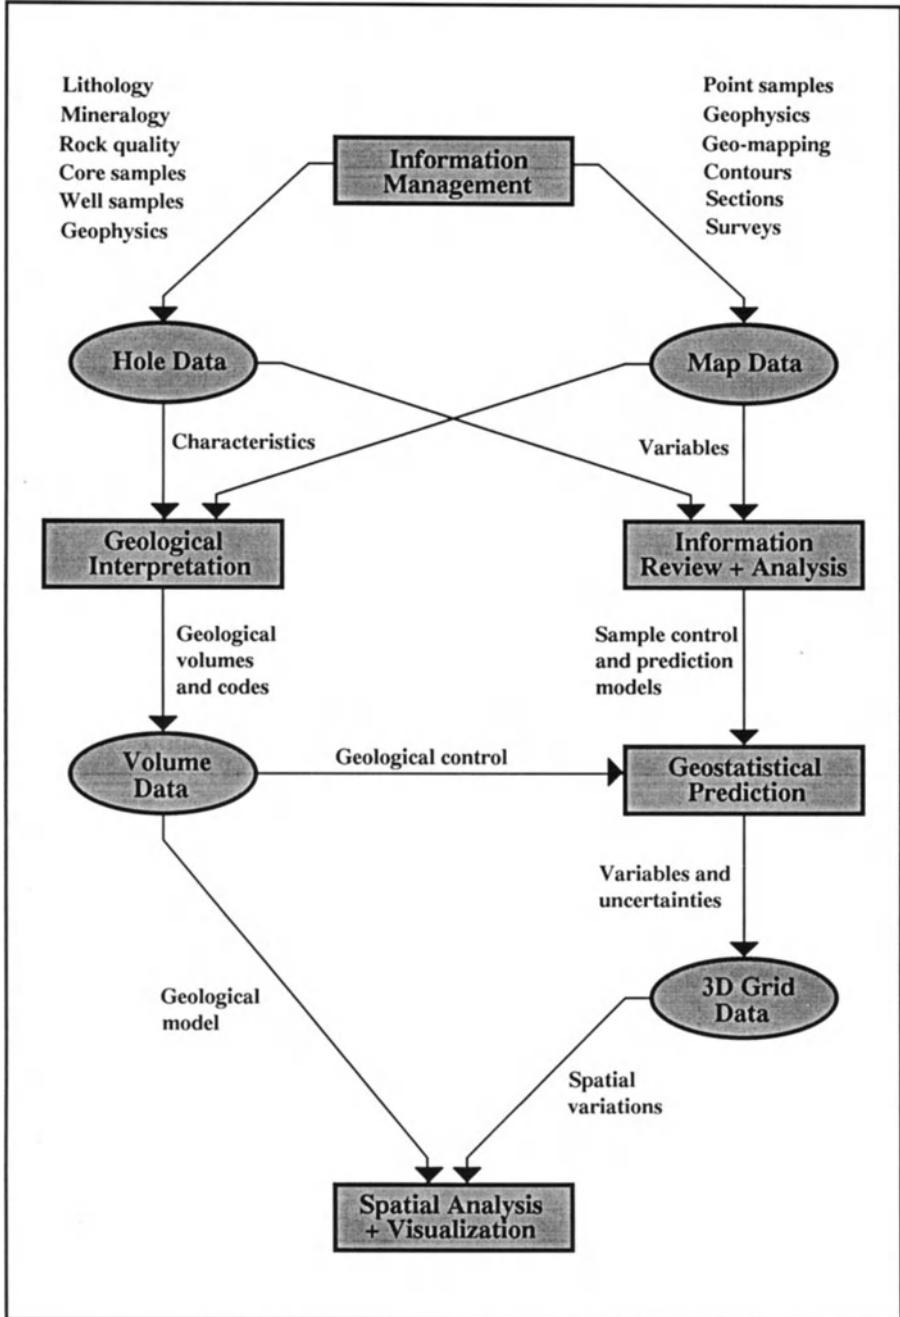 Lithology
Mineralogy
Rock quality
Core samples
Well samples
Geophysics
Point samples
Geophysics
Geo-mapping
Contours
Sections
Surveys
Information
Management
Hole Data
Map Data
Characteristics
Variables
Geological
Interpretation
Information
Review + Analysis
Geological
volumes
and codes
Sample control
and prediction
models
Volume
Data
Geological control
Geostatistical
Prediction
Variables and
uncertainties
Geological
model
3D Grid
Data
Spatial
variations
Spatial Analysis
+ Visualization